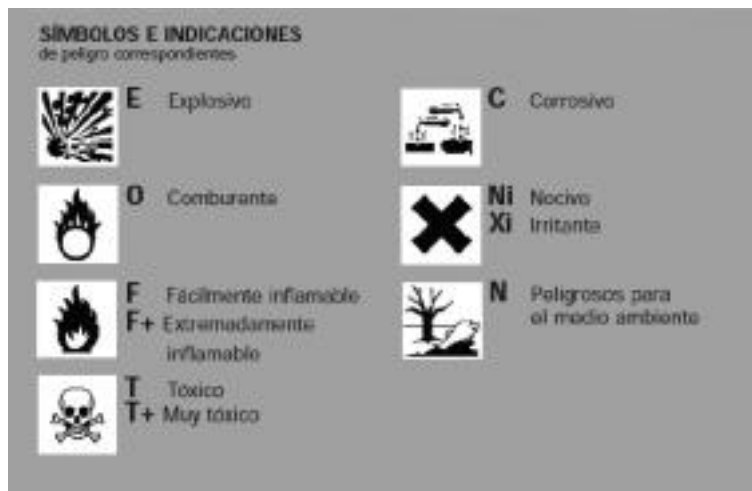 SÍMBOLOS E INDICACIONES
de peligro correspondientes
E Explosivo
O Comburante
F Fácilmente inflamable
F+ Extremadamente
inflamable
T Tóxico
T+ Muy tóxico
C Corrosivo
Ni Nocivo
Xi Irritante
N Peligrosos para
el medio ambiente